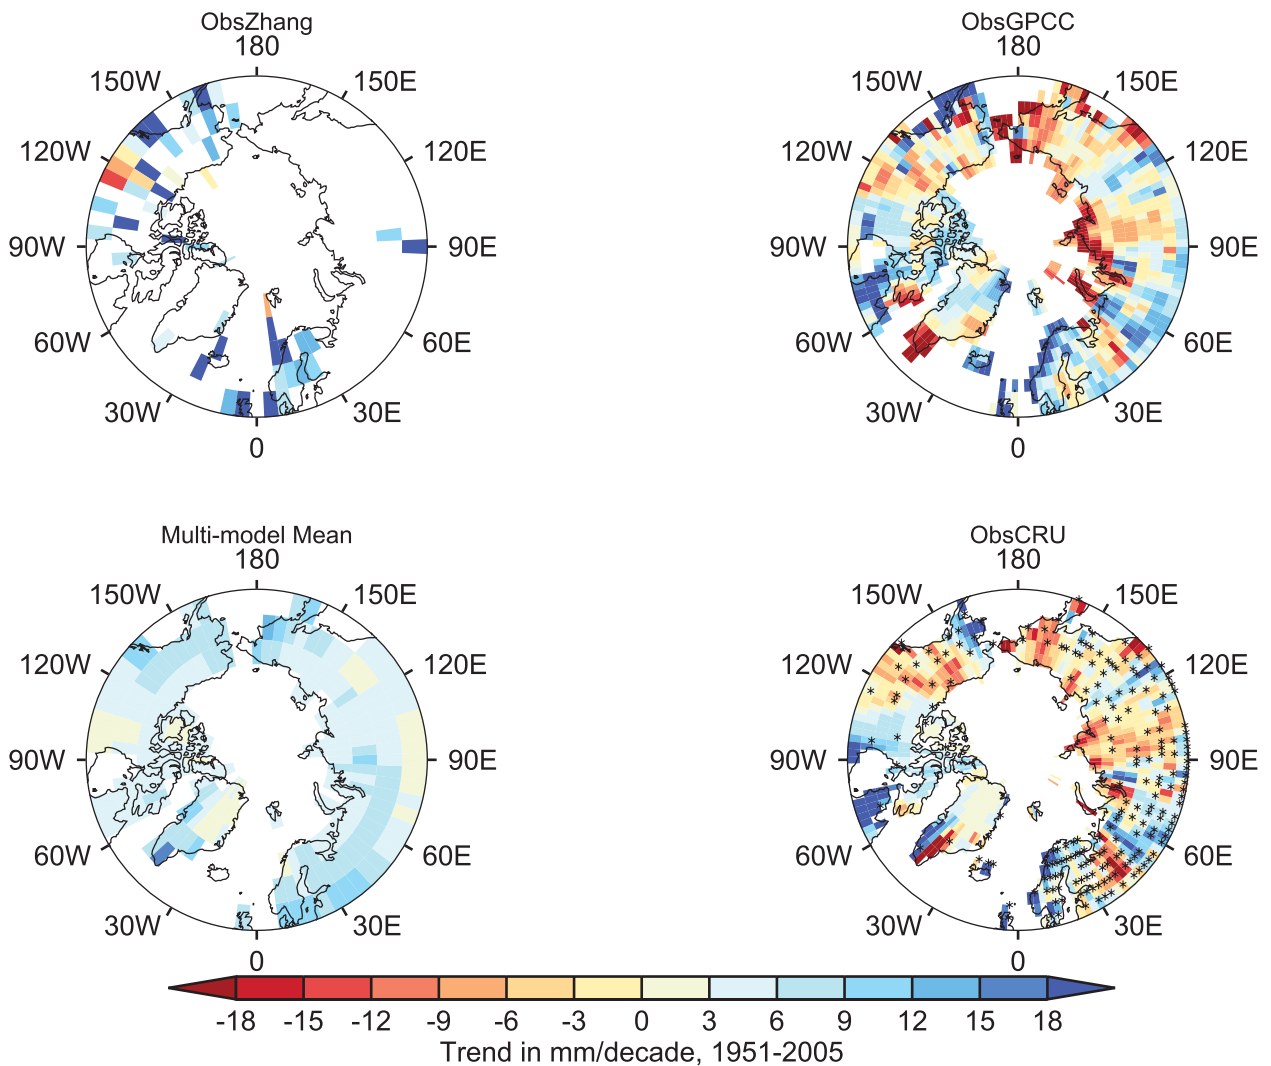 ObsZhang
180
150W
150E
120W
120E
90W
90E
60W
60E
30W
30E
0
ObsGPCC
180
150W
150E
120W
120E
90W
90E
60W
60E
30W
30E
0
Multi-model Mean
180
150W
150E
120W
120E
90W
90E
60W
60E
30W
30E
0
ObsCRU
180
150W
150E
120W
120E
90W
90E
60W
60E
30W
30E
0
-18 -15 -12 -9 -6 -3 0 3 6 9 12 15 18
Trend in mm/decade, 1951-2005